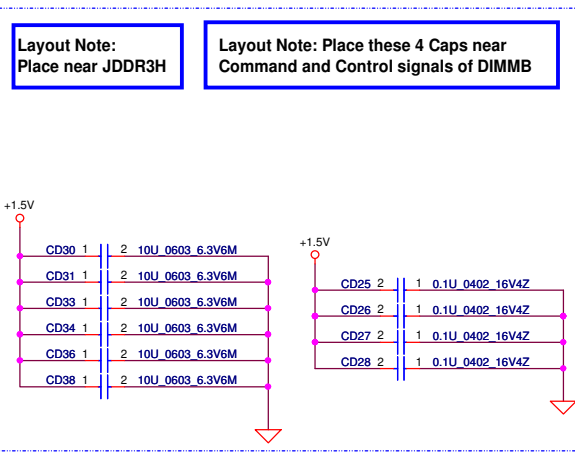 Layout Note:
Place near JDDR3H
Layout Note: Place these 4 Caps near
Command and Control signals of DIMMB
+1.5V
CD30 1 2 10U_0603_6.3V6M
CD31 1 2 10U_0603_6.3V6M
CD33 1 2 10U_0603_6.3V6M
CD34 1 2 10U_0603_6.3V6M
CD36 1 2 10U_0603_6.3V6M
CD38 1 2 10U_0603_6.3V6M
+1.5V
CD25 2 1 0.1U_0402_16V4Z
CD26 2 1 0.1U_0402_16V4Z
CD27 2 1 0.1U_0402_16V4Z
CD28 2 1 0.1U_0402_16V4Z